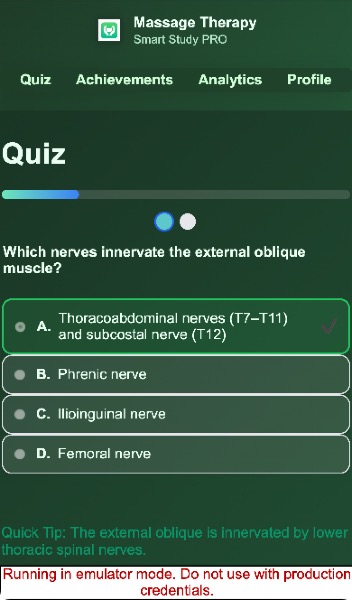 Massage Therapy
Smart Study PRO
Quiz Achievements Analytics Profile
Quiz
Which nerves innervate the external oblique
muscle?
A. Thoracoabdominal nerves (T7–T11)
and subcostal nerve (T12)
B. Phrenic nerve
C. Ilioinguinal nerve
D. Femoral nerve
Quick Tip: The external oblique is innervated by lower
thoracic spinal nerves.
Running in emulator mode. Do not use with production
credentials.